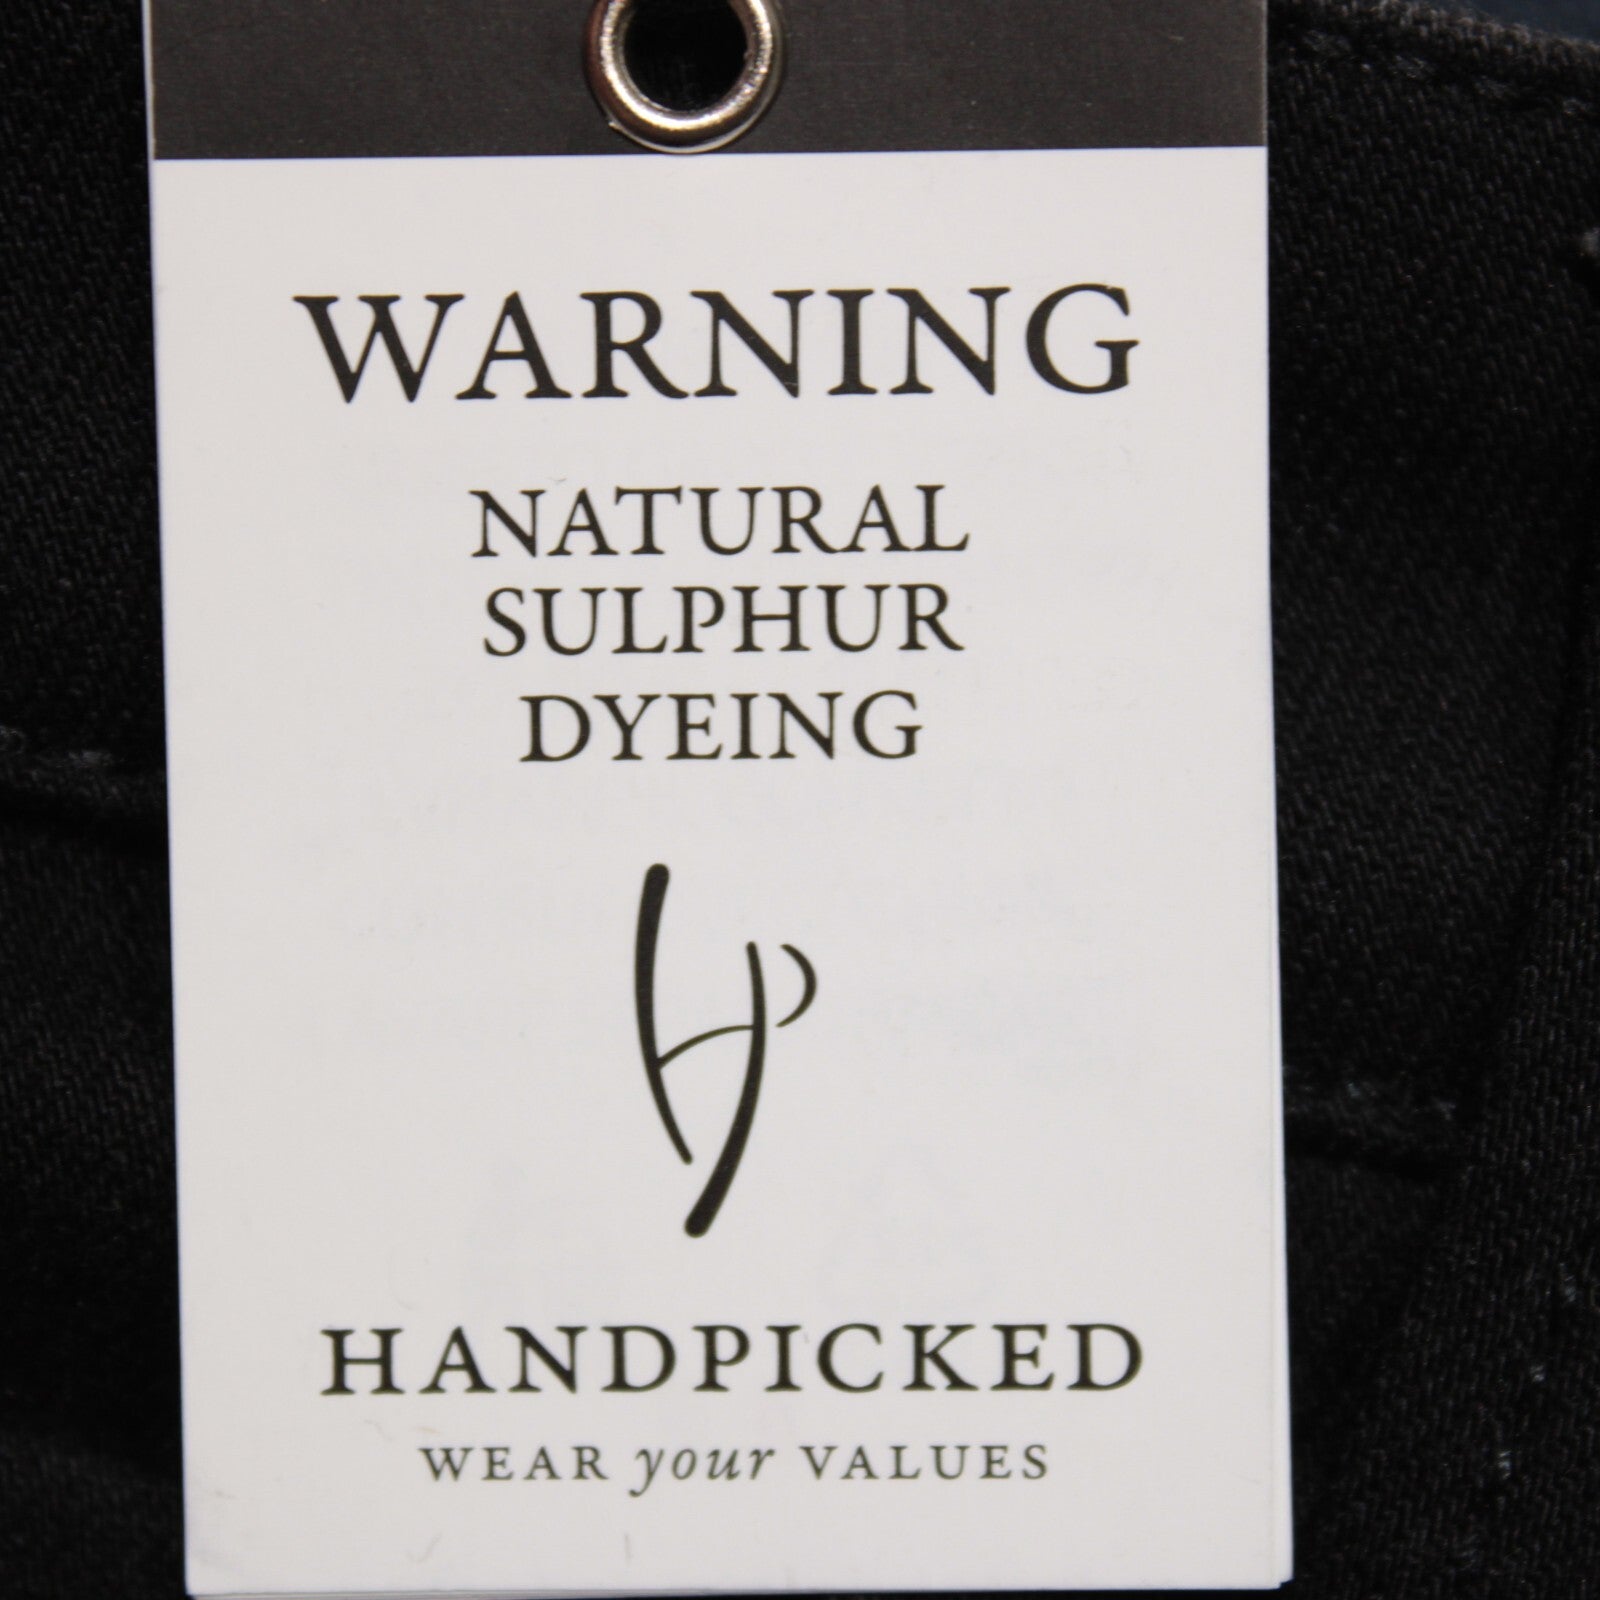 WARNING
NATURAL
SULPHUR
DYEING
HANDPICKED
WEAR your VALUES